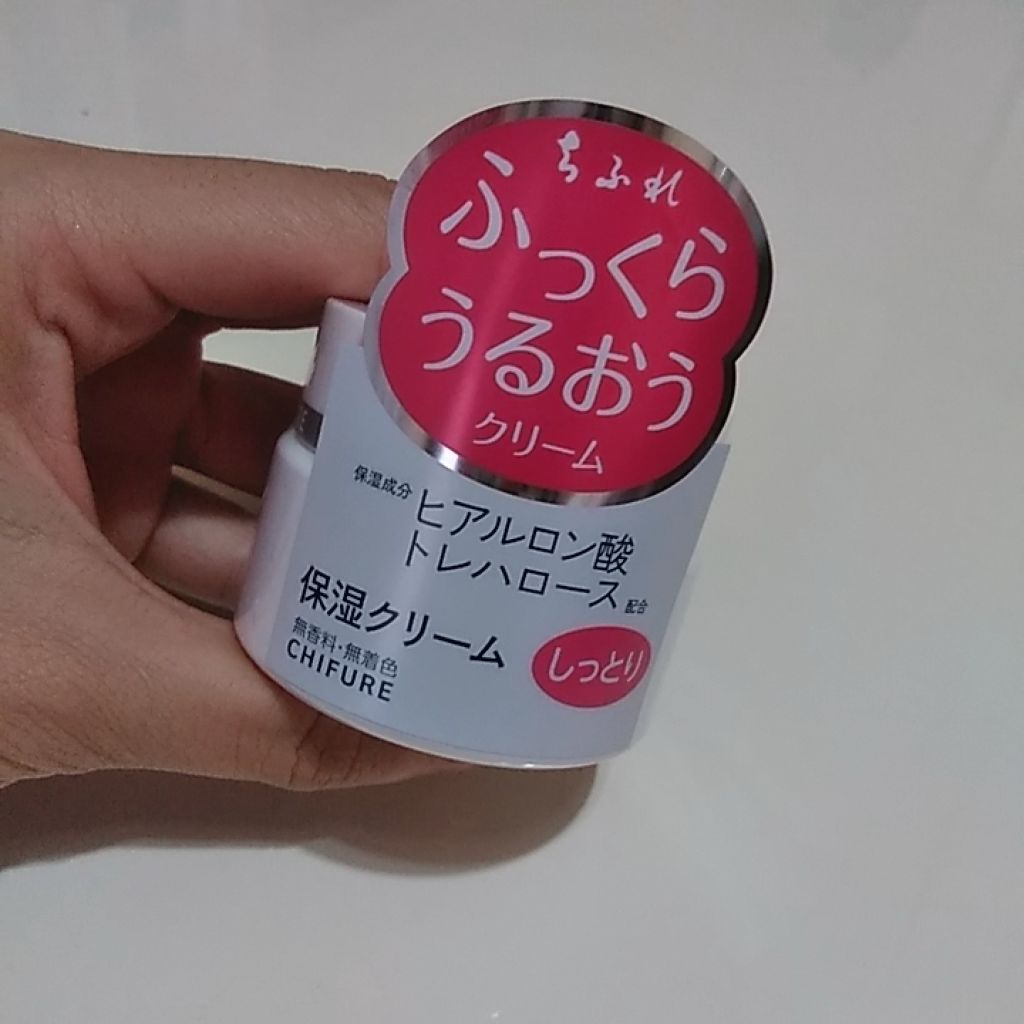 ちふれ
ふっくら
うるおう
クリーム
保湿成分
ヒアルロン酸
トレハロース 配合
保湿クリーム
しっとり
無香料・無着色
CHIFURE